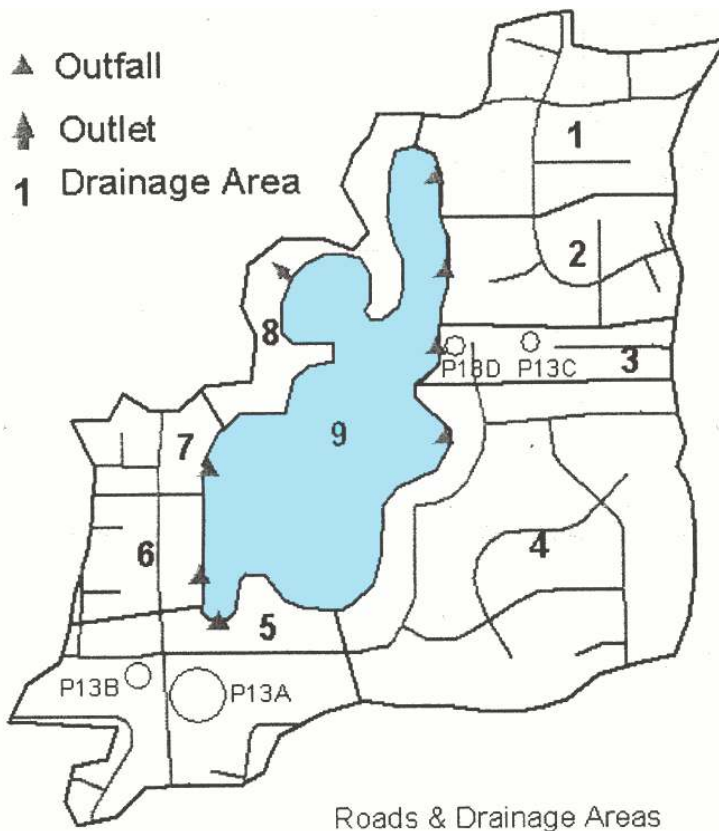 Outfall
Outlet
1 Drainage Area
1
2
8
P13D P13C 3
9
7
6
4
5
P13B P13A
Roads & Drainage Areas